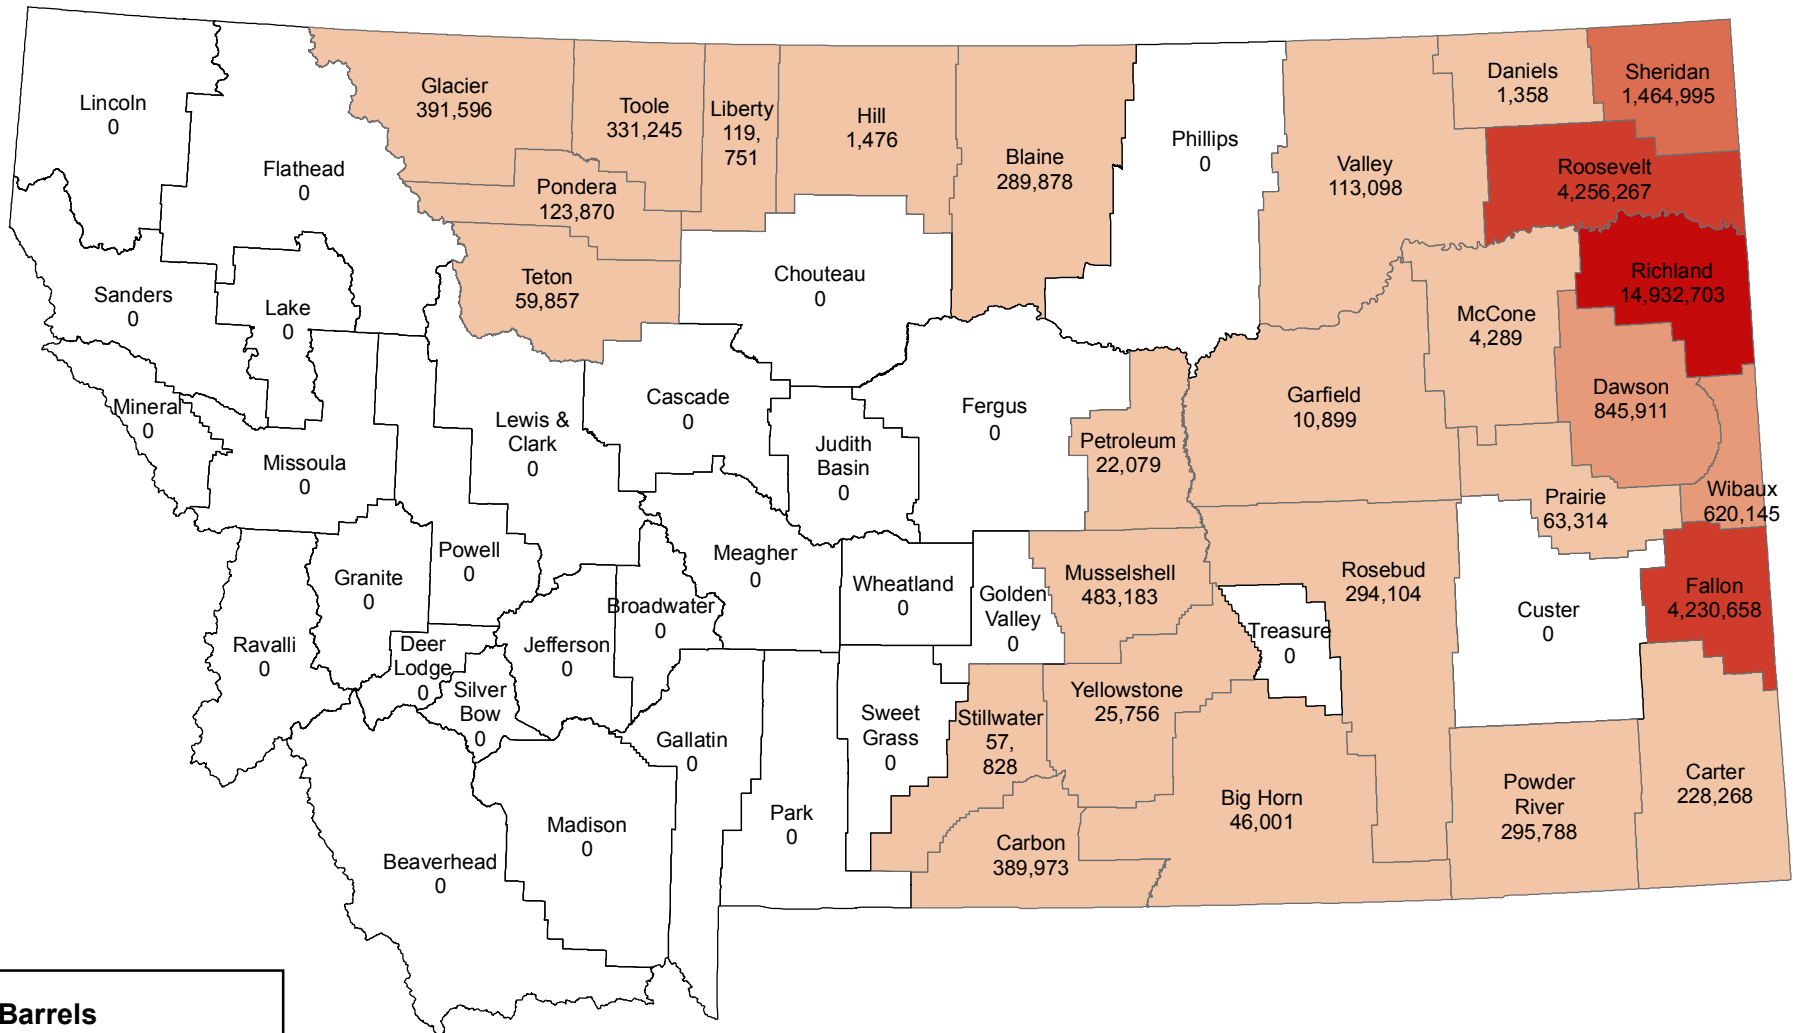 Lincoln
0
Flathead
0
Glacier
391,596
Toole
331,245
Liberty
119,
751
Hill
1,476
Blaine
289,878
Phillips
0
Valley
113,098
Daniels
1,358
Sheridan
1,464,995
Roosevelt
4,256,267
Pondera
123,870
Teton
59,857
Chouteau
0
Richland
14,932,703
McCone
4,289
Sanders
0
Lake
0
Dawson
845,911
Garfield
10,899
Mineral
0
Missoula
0
Lewis &
Clark
0
Cascade
0
Judith
Basin
0
Fergus
0
Petroleum
22,079
Prairie
63,314
Wibaux
620,145
Powell
0
Granite
0
Meagher
0
Wheatland
0
Golden
Valley
0
Musselshell
483,183
Rosebud
294,104
Custer
0
Fallon
4,230,658
Ravalli
0
Deer
Lodge
0
Silver
Bow
0
Jefferson
0
Broadwater
0
Treasure
0
Yellowstone
25,756
Gallatin
0
Sweet
Grass
0
Stillwater
57,
828
Park
0
Madison
0
Beaverhead
0
Carbon
389,973
Big Horn
46,001
Powder
River
295,788
Carter
228,268
Barrels